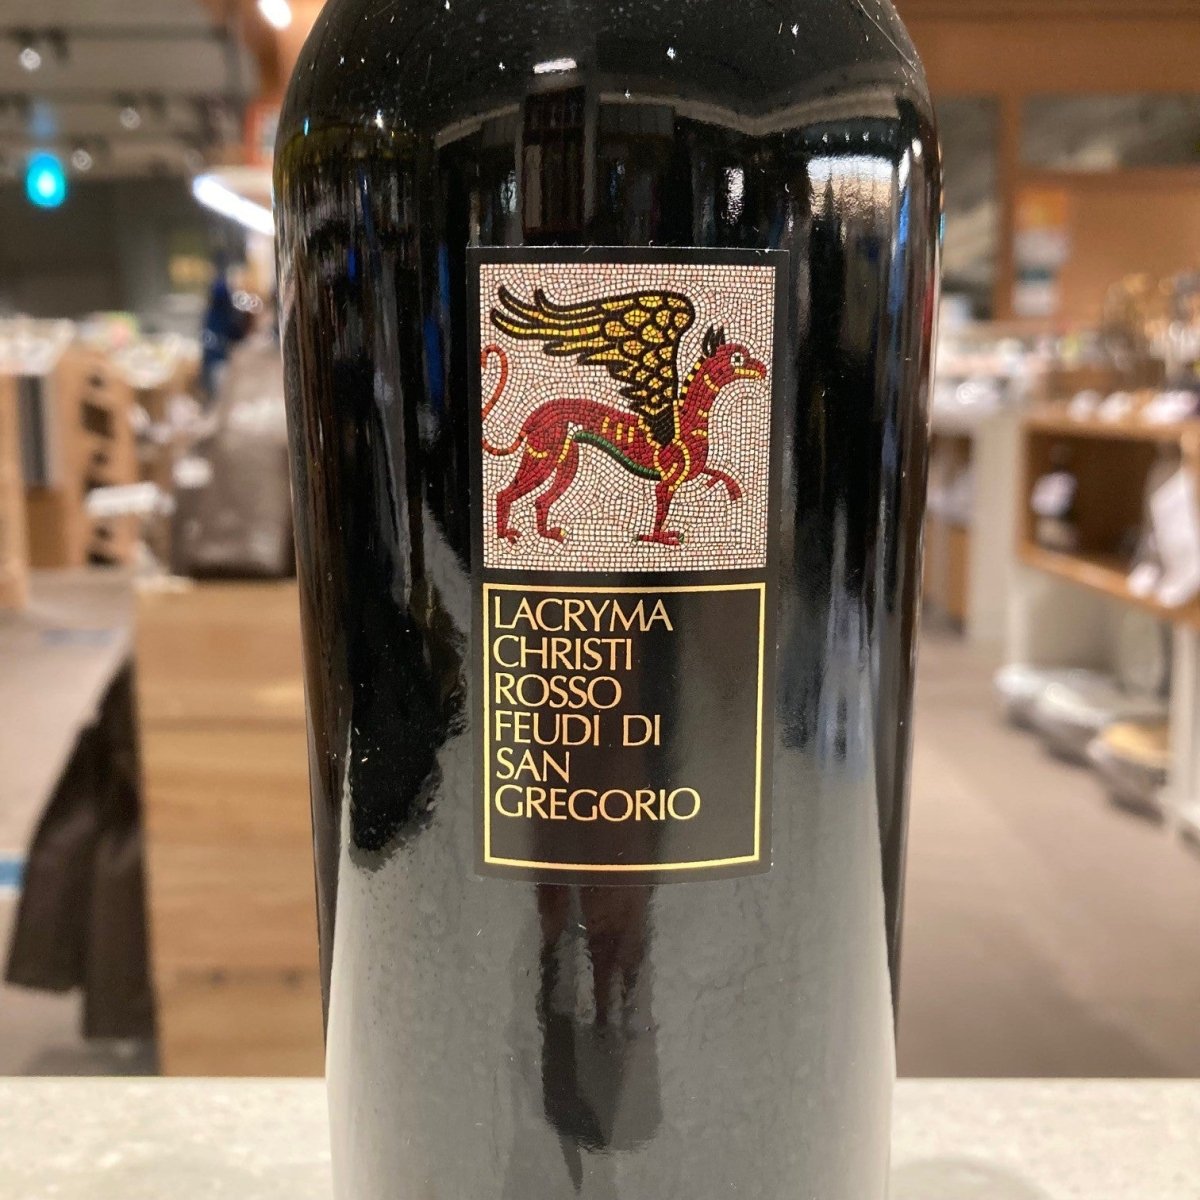 LACRYMA
CHRISTI
ROSSO
FEUDI DI
SAN
GREGORIO